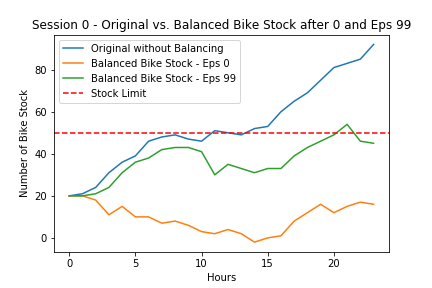 Session 0 - Original vs. Balanced Bike Stock after 0 and Eps 99
Original without Balancing
Balanced Bike Stock - Eps 0
Balanced Bike Stock - Eps 99
Stock Limit
Number of Bike Stock
80
60
40
20
0
0 5 10 15 20
Hours